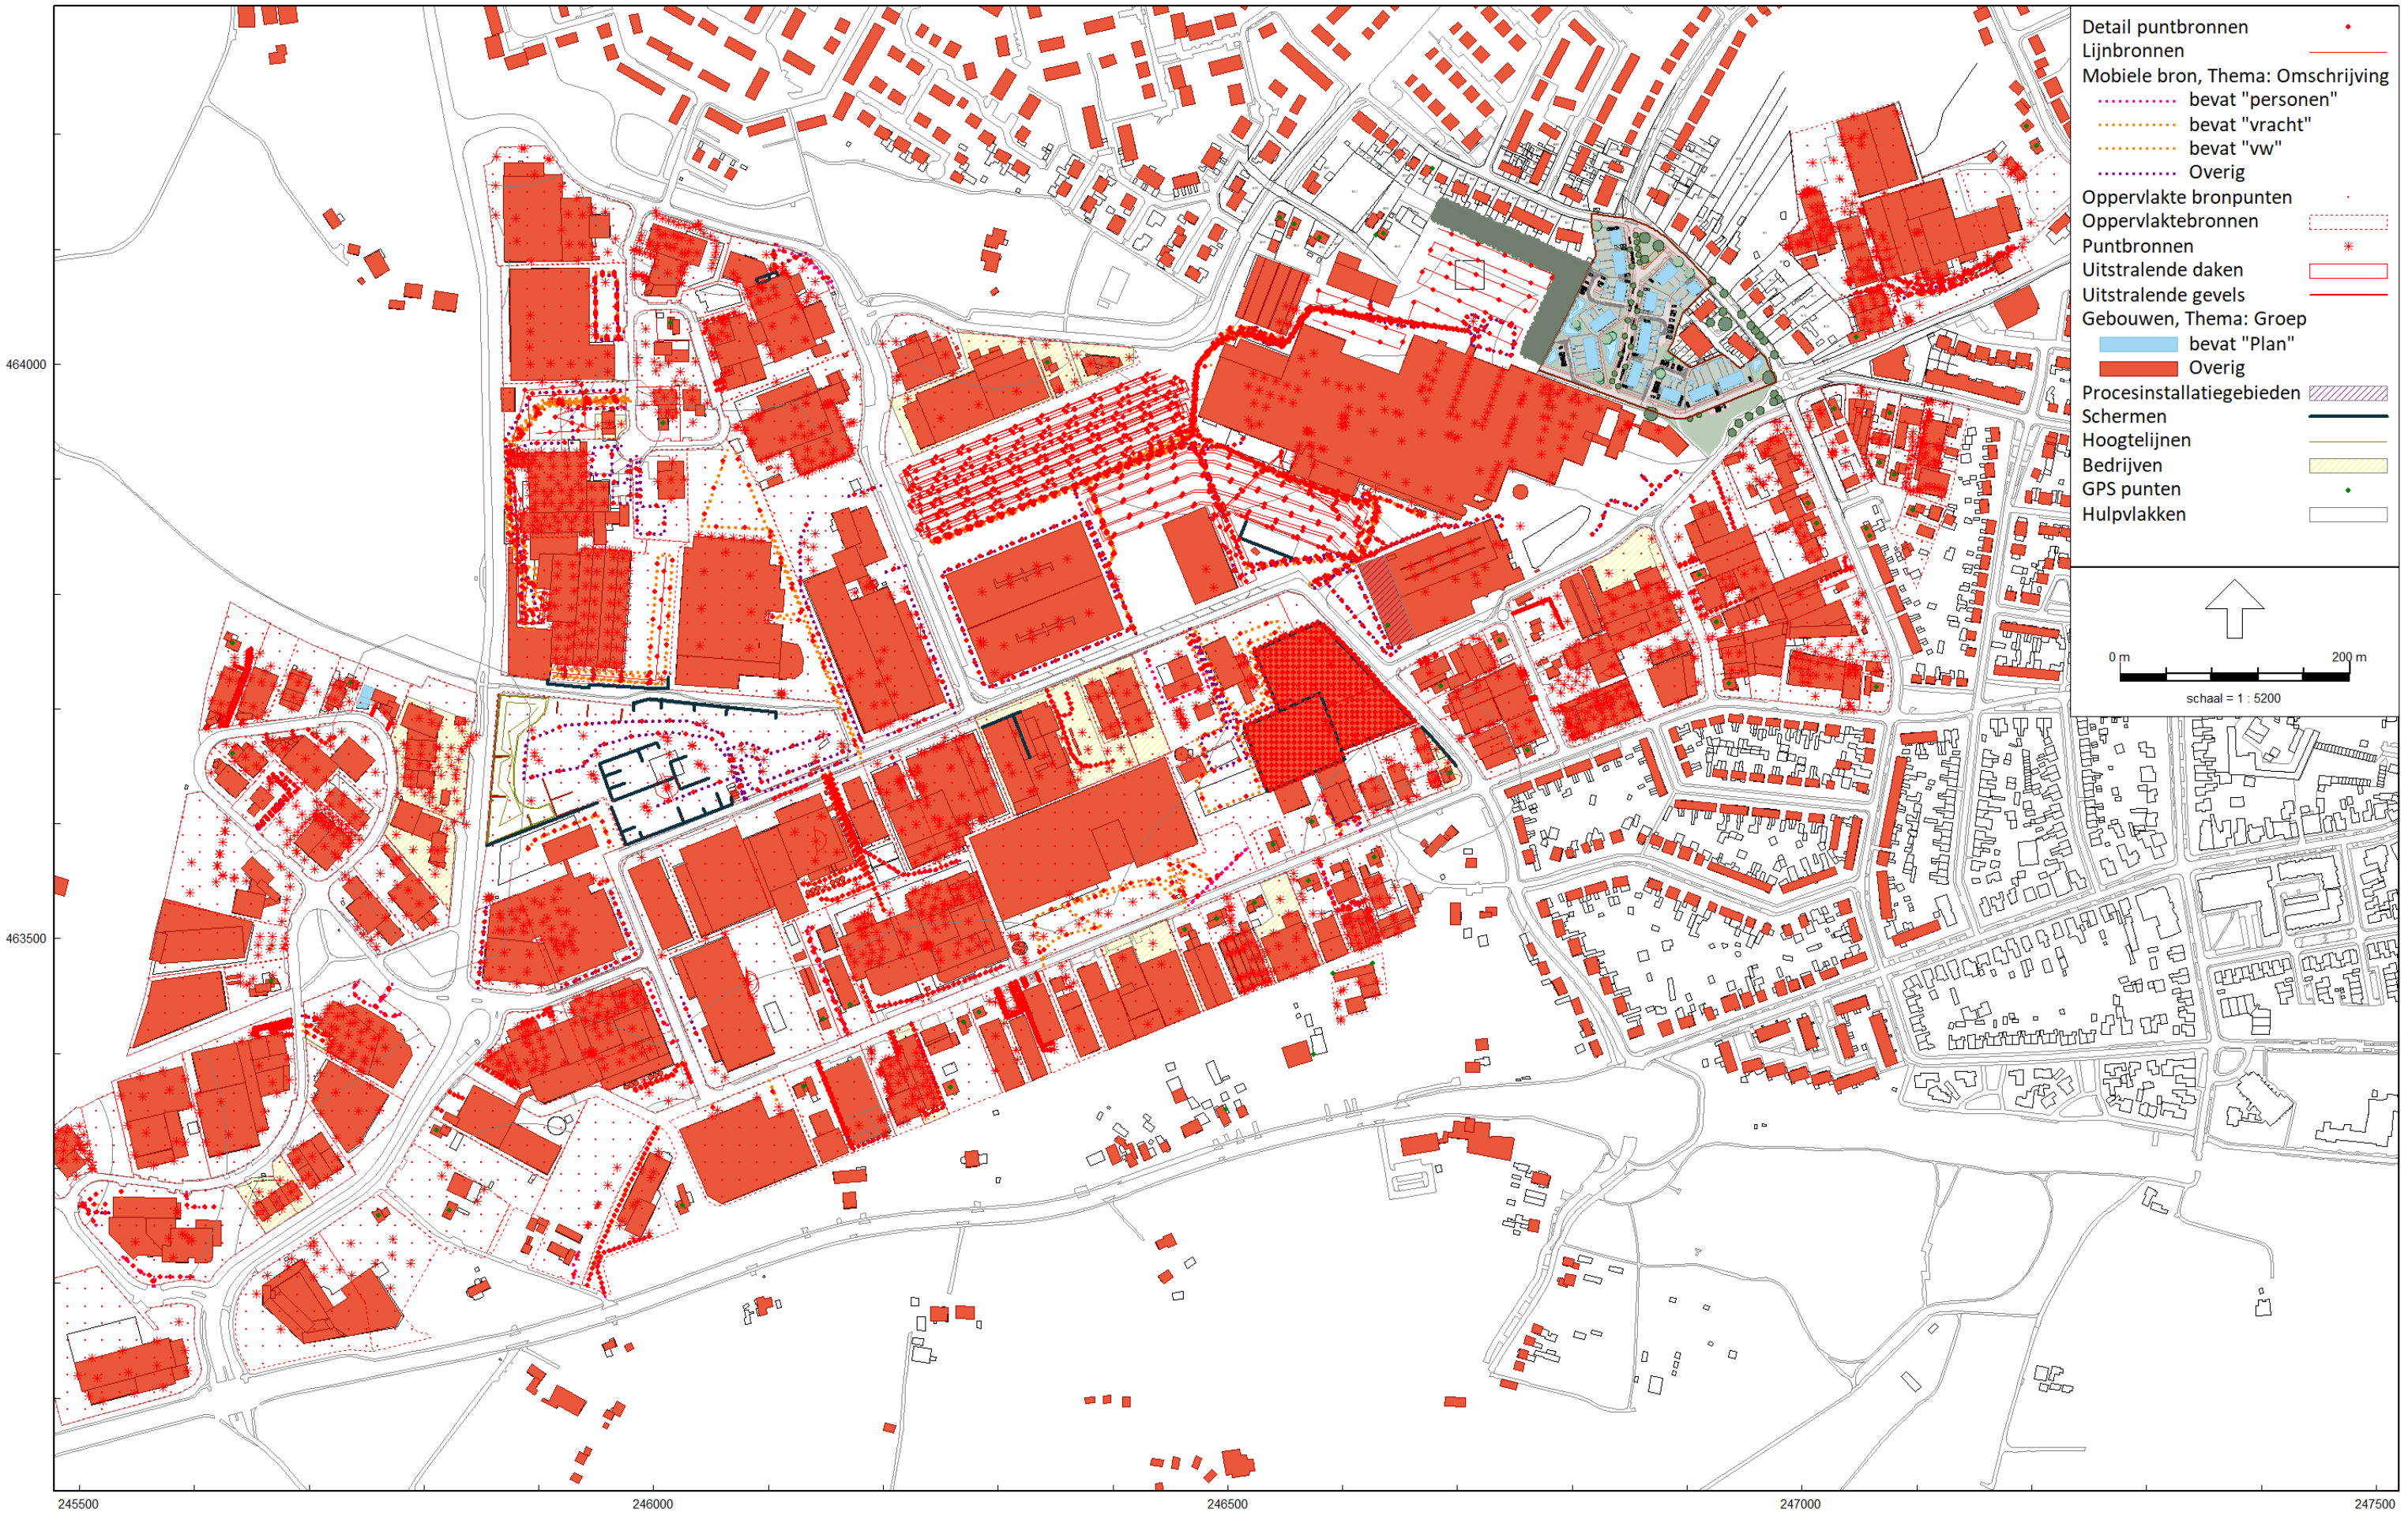 Detail puntbronnen
Lijnbronnen
Mobiele bron, Thema: Omschrijving
bevat "personen"
bevat "vracht"
bevat "vw"
Overig
Oppervlakte bronpunten
Oppervlaktebronnen
Puntbronnen
Uitstralende daken
Uitstralende gevels
Gebouwen, Thema: Groep
bevat "Plan"
Overig
Procesinstallatiegebieden
Schermen
Hoogtelijnen
Bedrijven
GPS punten
Hulpvlakken
0 m 200 m
schaal = 1 : 5200
464000
463500
245500 246000 246500 247000 247500